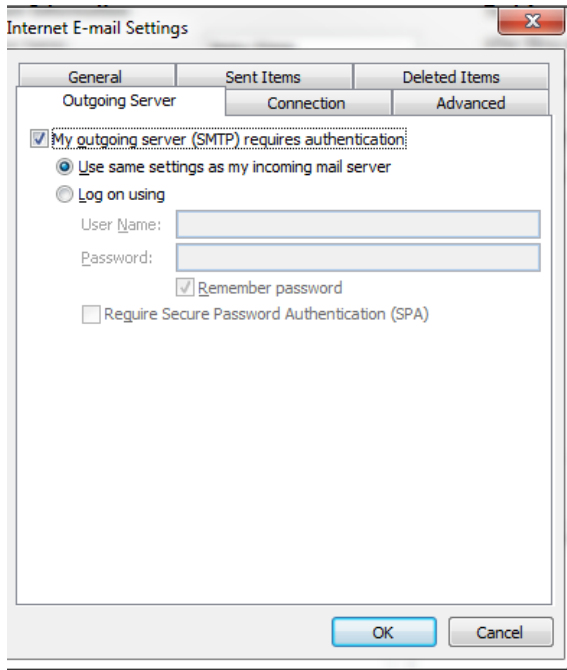 Internet E-mail Settings
General Sent Items Deleted Items
Outgoing Server Connection Advanced
My outgoing server (SMTP) requires authentication
Use same settings as my incoming mail server
Log on using
User Name:
Password:
Remember password
Require Secure Password Authentication (SPA)
OK Cancel